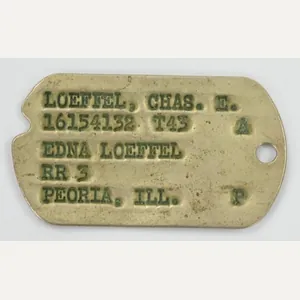 LOEFFEL, CHAS. E.
16154132 T43 A
EDNA LOEFFEL
RR 3
PEORIA, ILL. P